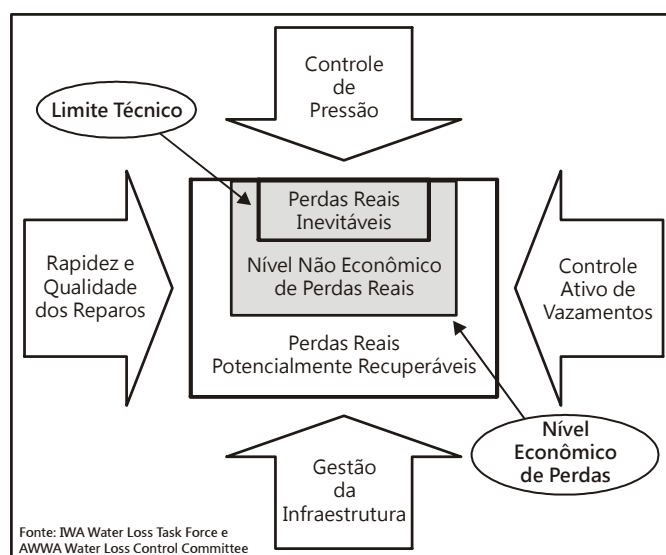 Controle
de
Pressão
Limite Técnico
Perdas Reais
Inevitáveis
Rapidez e
Qualidade
dos Reparos
Nível Não Econômico
de Perdas Reais
Controle
Ativo de
Vazamentos
Perdas Reais
Potencialmente Recuperáveis
Nível
Econômico
de Perdas
Gestão
da
Infraestrutura
Fonte: IWA Water Loss Task Force e
AWWA Water Loss Control Committee